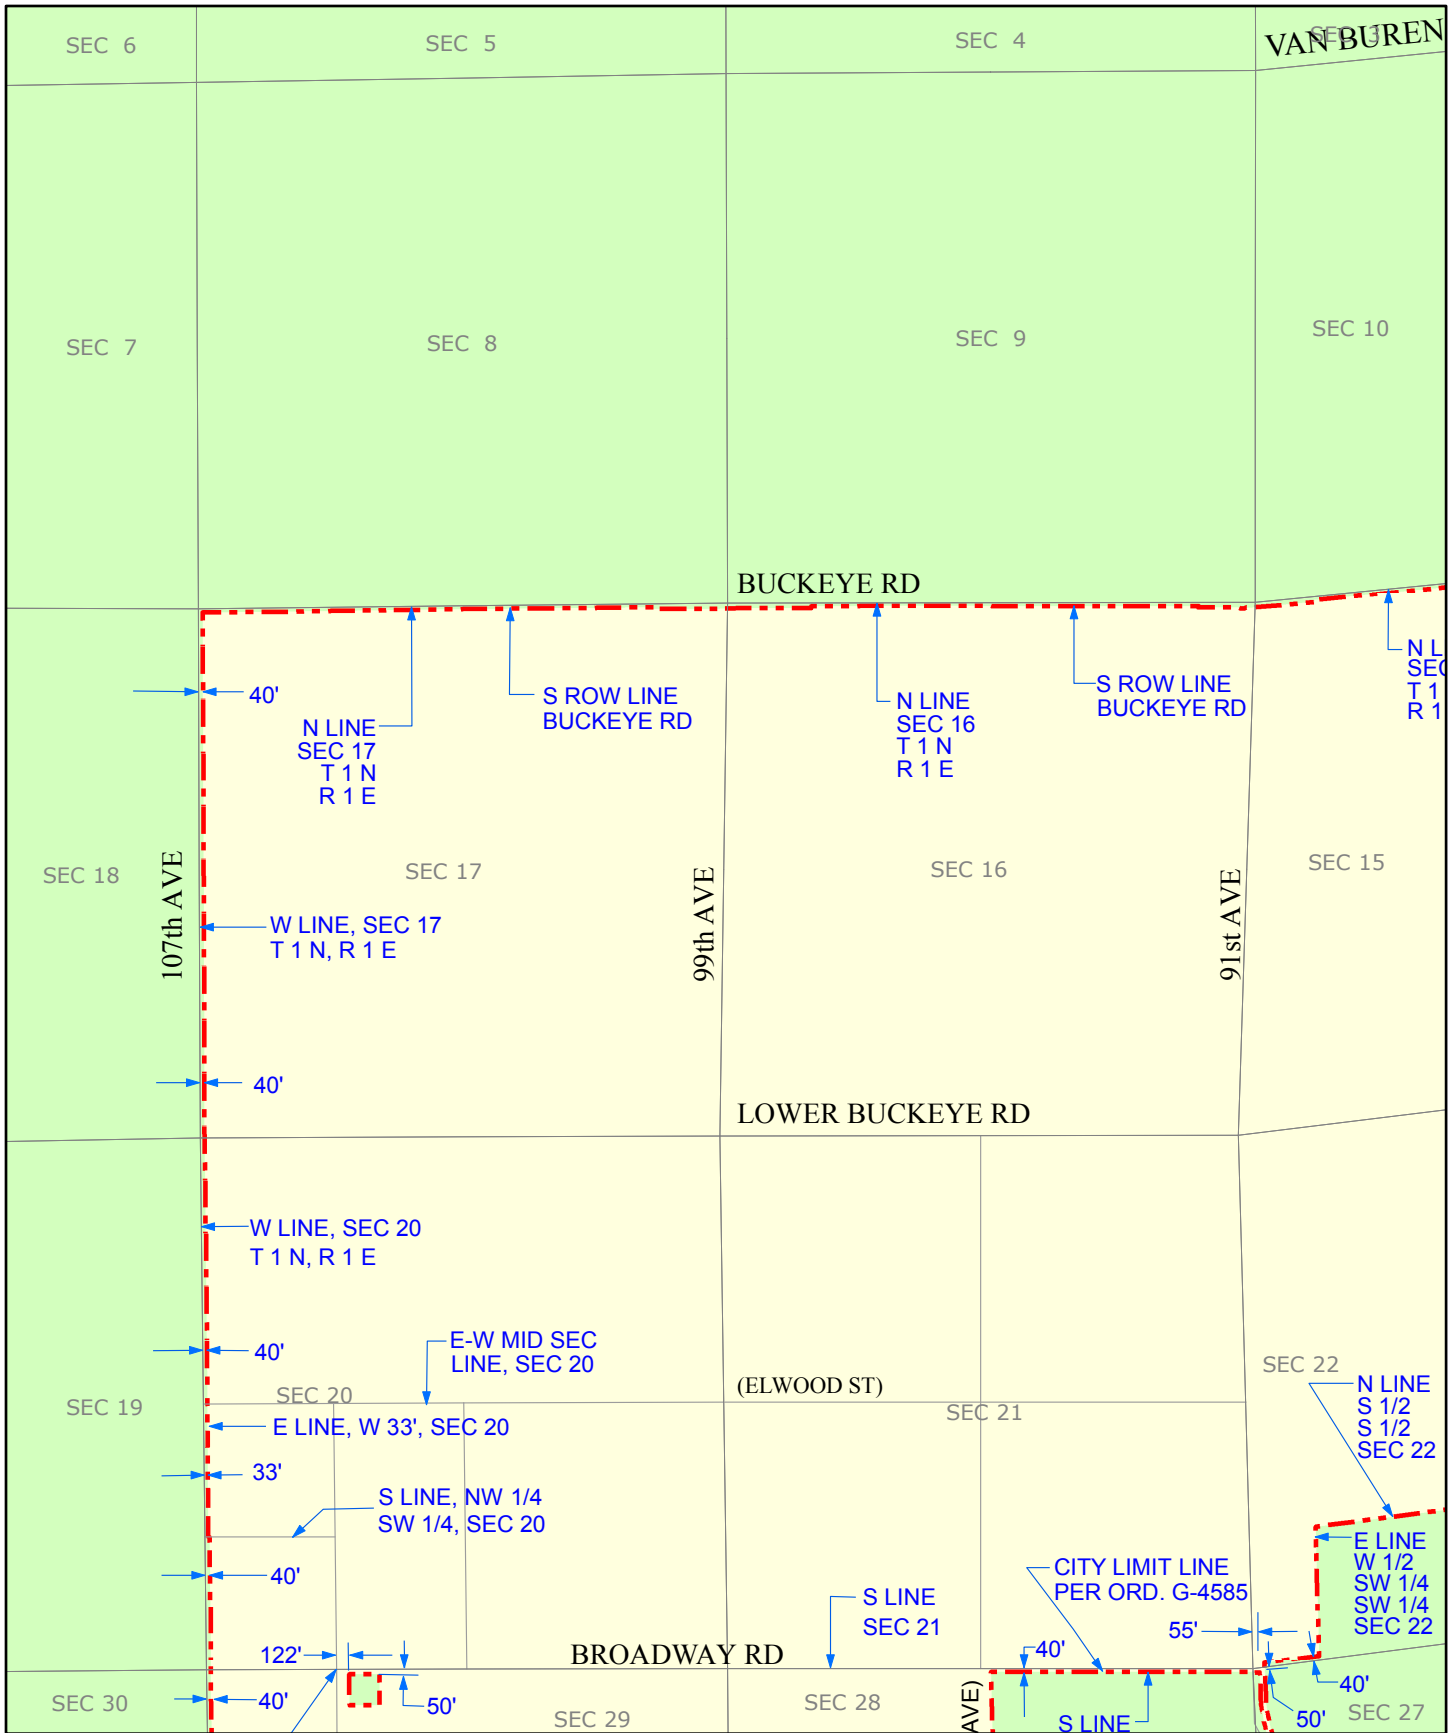 SEC 6
SEC 5
SEC 4
SEC 3
VAN BUREN
SEC 7
SEC 8
SEC 9
SEC 10
BUCKEYE RD
40'
N LINE
SEC 17
T 1 N
R 1 E
S ROW LINE
BUCKEYE RD
N LINE
SEC 16
T 1 N
R 1 E
S ROW LINE
BUCKEYE RD
N L
SEC
T 1
R 1
SEC 18
107th AVE
SEC 17
99th AVE
SEC 16
91st AVE
SEC 15
W LINE, SEC 17
T 1 N, R 1 E
40'
LOWER BUCKEYE RD
W LINE, SEC 20
T 1 N, R 1 E
40'
E-W MID SEC
LINE, SEC 20
(ELWOOD ST)
SEC 19
SEC 20
SEC 21
SEC 22
E LINE, W 33', SEC 20
N LINE
S 1/2
S 1/2
SEC 22
33'
S LINE, NW 1/4
SW 1/4, SEC 20
40'
E LINE
W 1/2
SW 1/4
SW 1/4
SEC 22
CITY LIMIT LINE
PER ORD. G-4585
S LINE
SEC 21
55'
122'
BROADWAY RD
40'
40'
SEC 30
40'
50'
SEC 29
SEC 28
AVE)
S LINE
50'
SEC 27